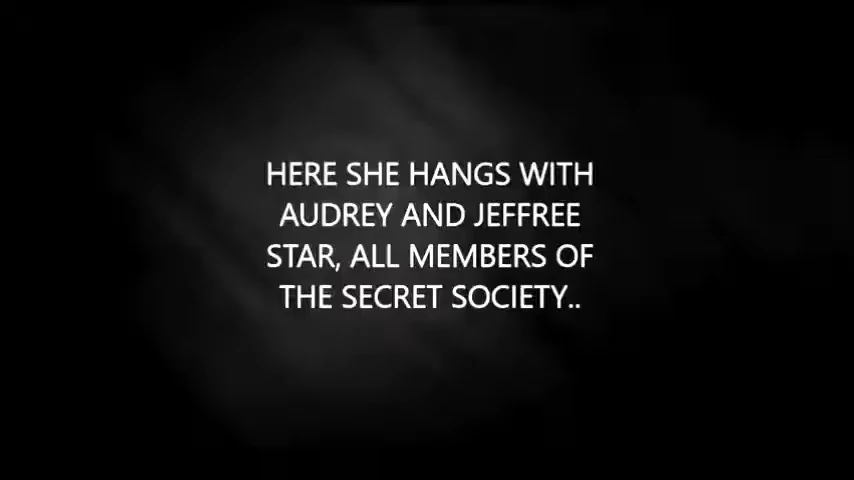 HERE SHE HANGS WITH
AUDREY AND JEFFREE
STAR, ALL MEMBERS OF
THE SECRET SOCIETY..